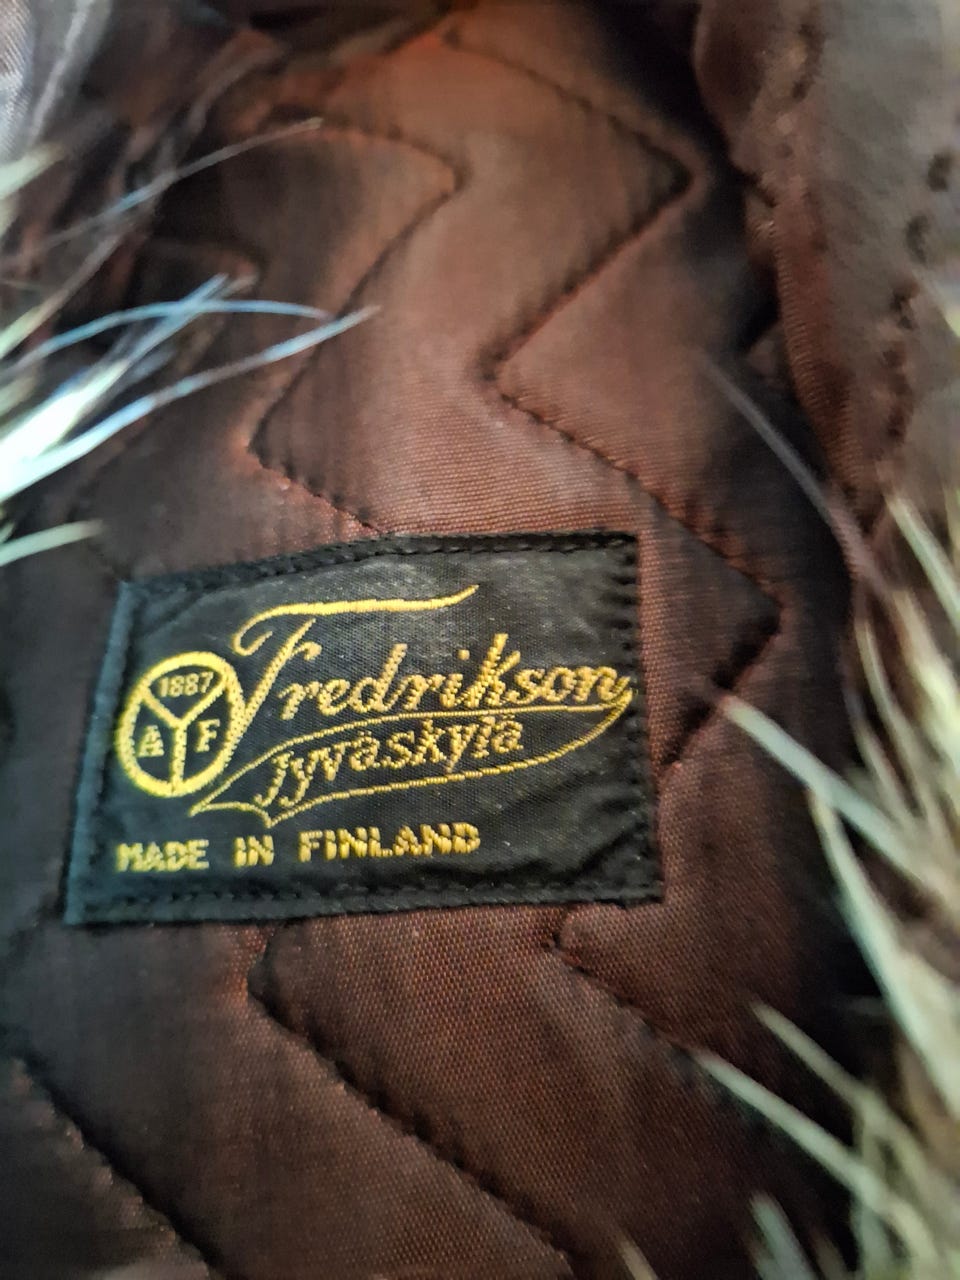 1887
A F
Fredrikson
Jyväskylä
MADE IN FINLAND